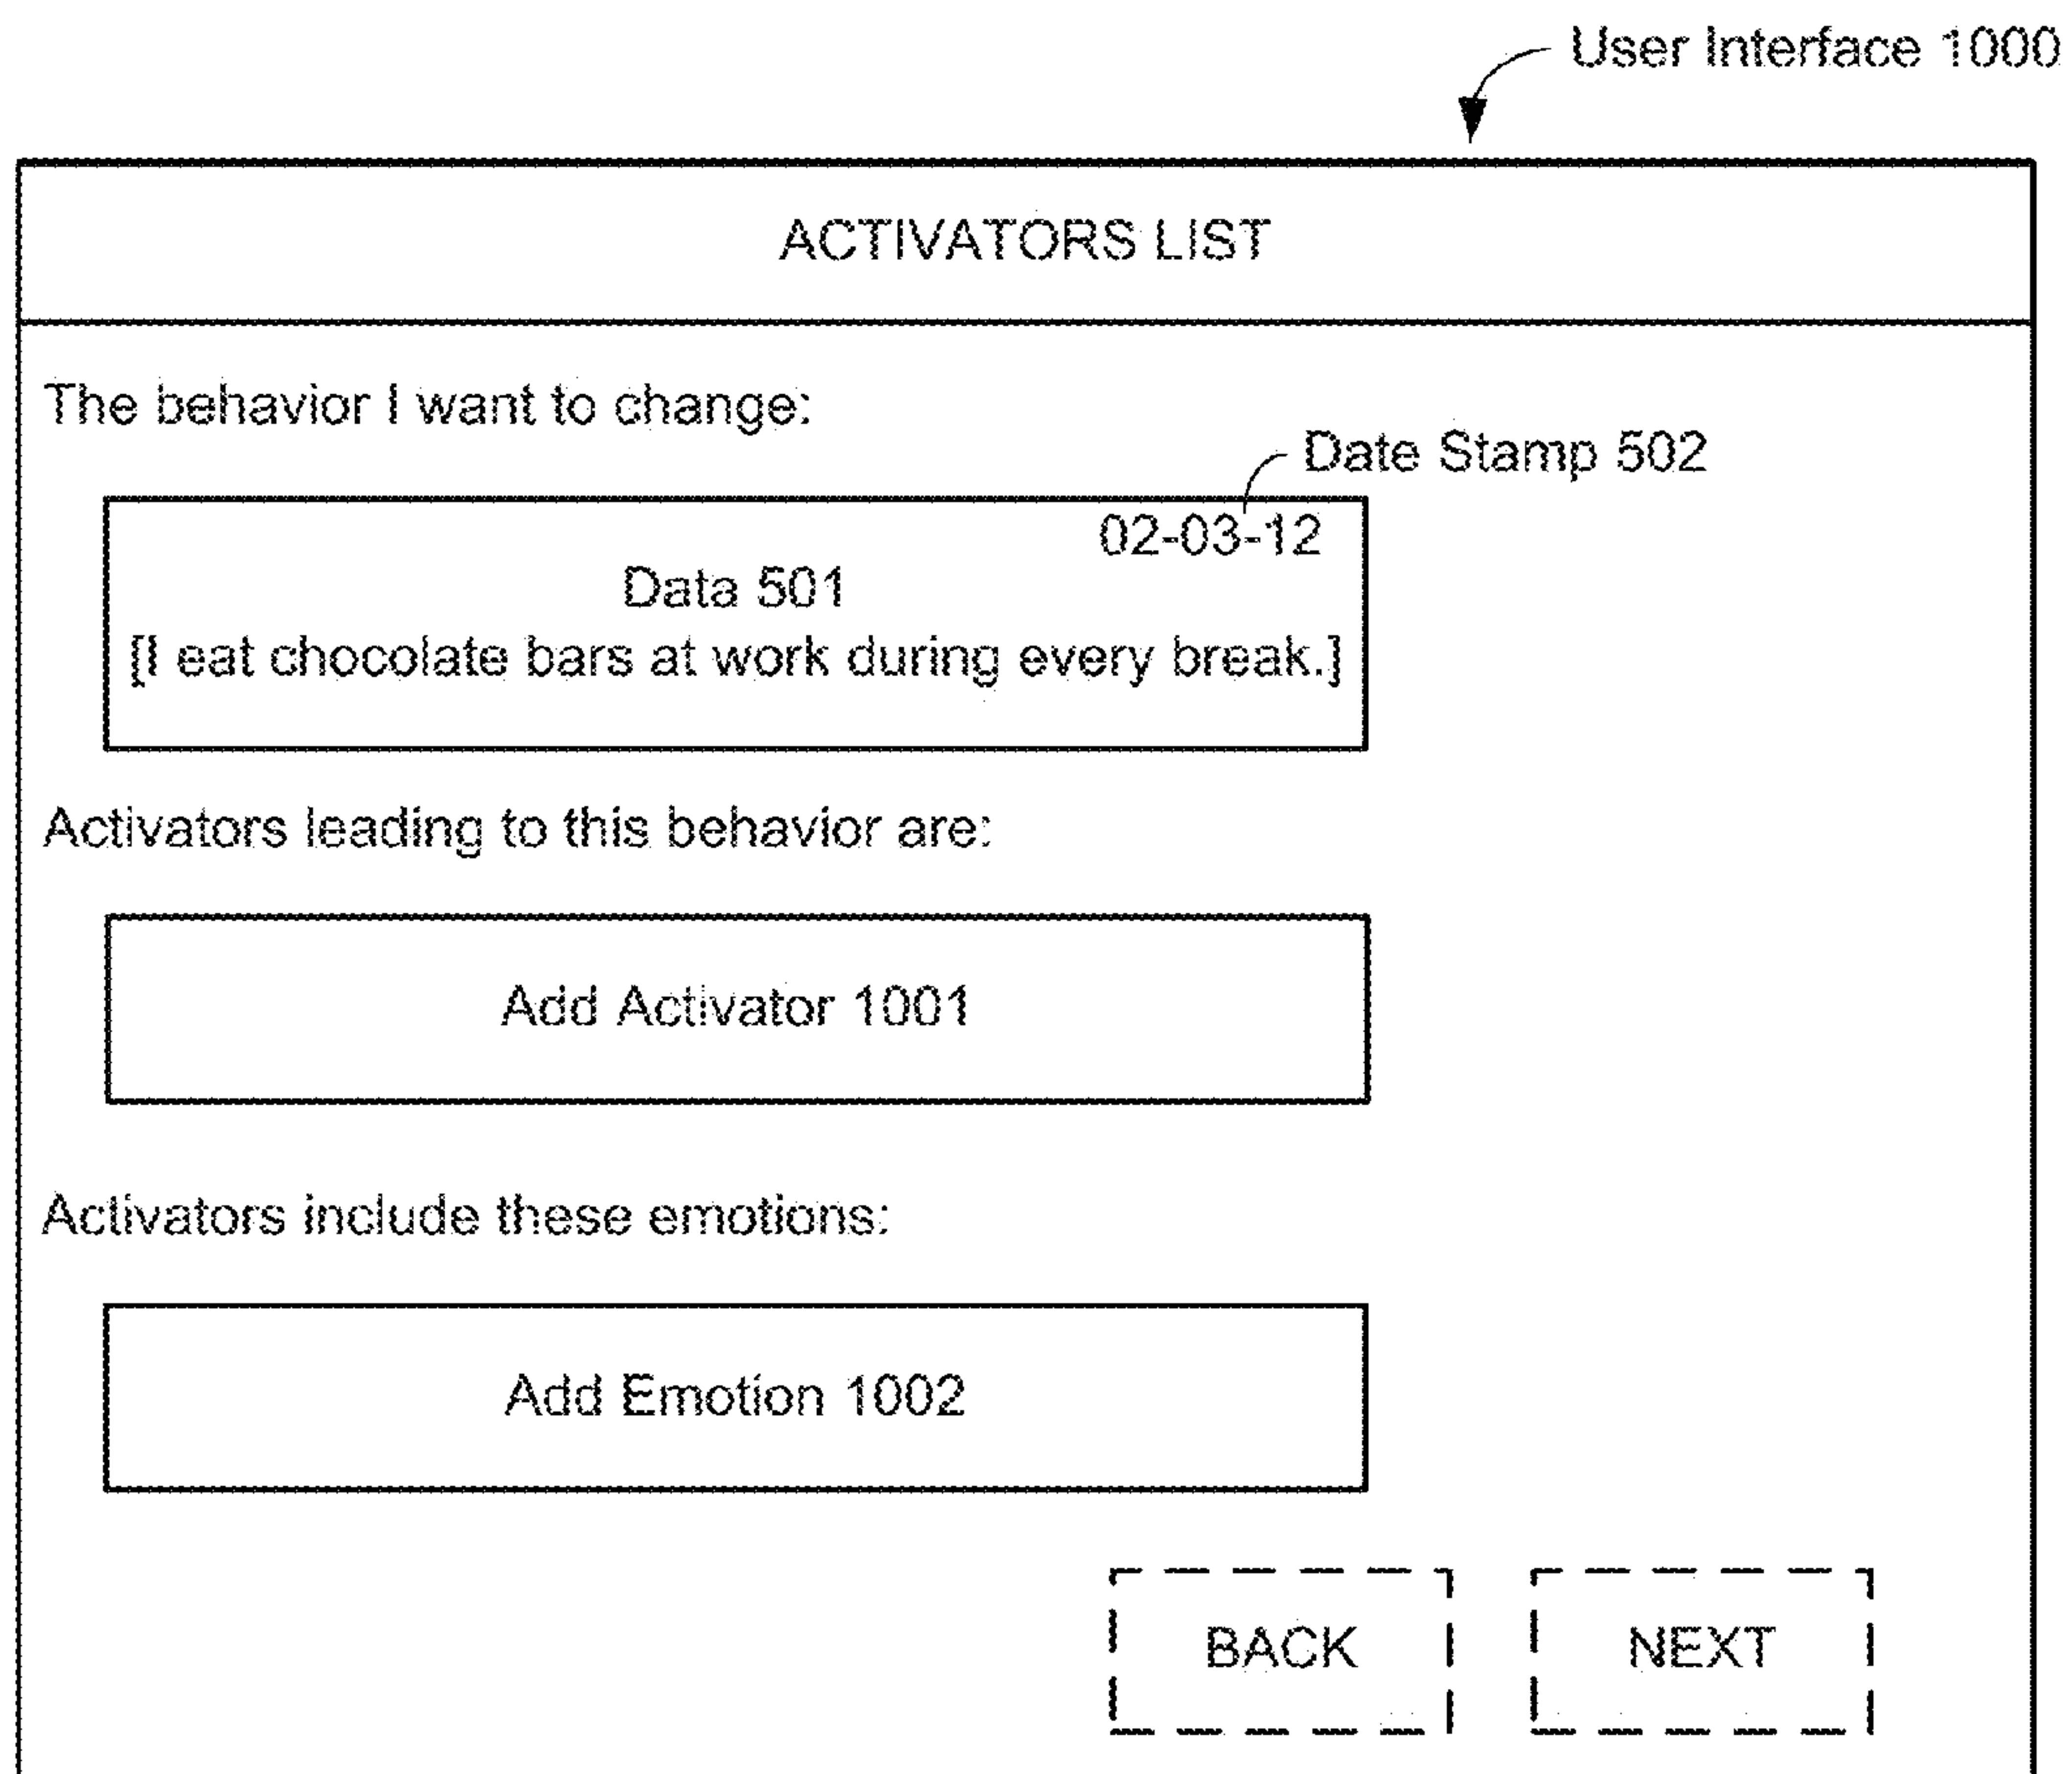 User Interface 1000
ACTIVATORS LIST
The behavior I want to change:
Date Stamp 502
02-03-12
Data 501
[I eat chocolate bars at work during every break.]
Activators leading to this behavior are:
Add Activator 1001
Activators include these emotions:
Add Emotion 1002
BACK NEXT